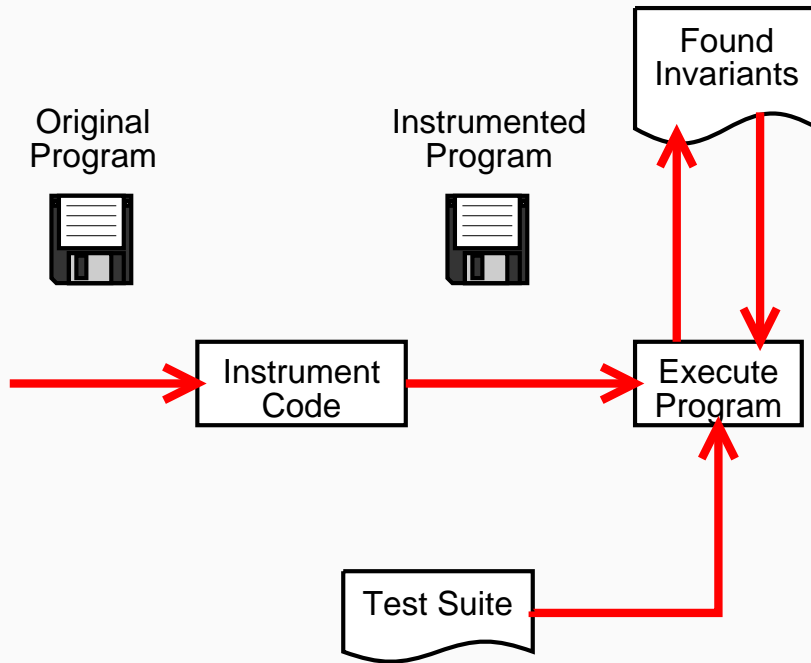 Found
Invariants
Original
Program
Instrumented
Program
Instrument
Code
Execute
Program
Test Suite